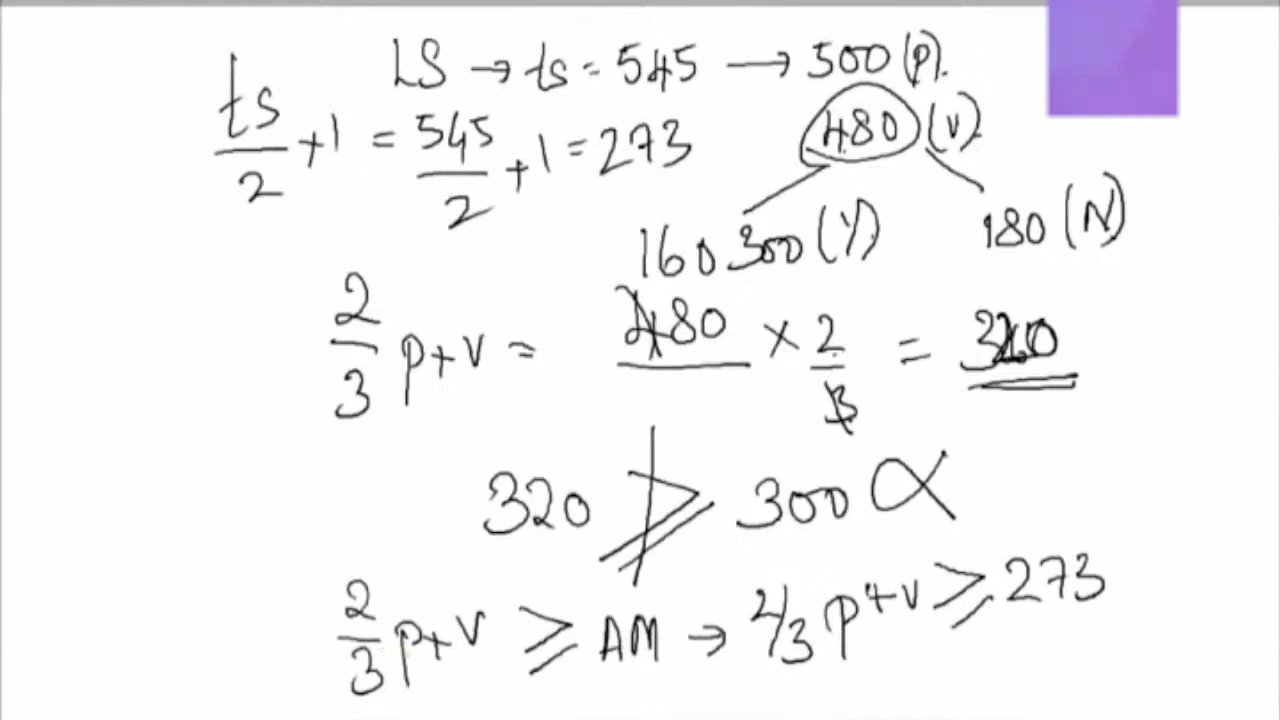 LS → ts = 545 → 500 (P).
ts/2 + 1 = 545/2 + 1 = 273
480 (V)
300 (Y) 180 (N)
160
2/3 P+V = 480 × 2/3 = 320
320 ≥ 300
2/3 P+V ≥ AM → 2/3 P+V ≥ 273